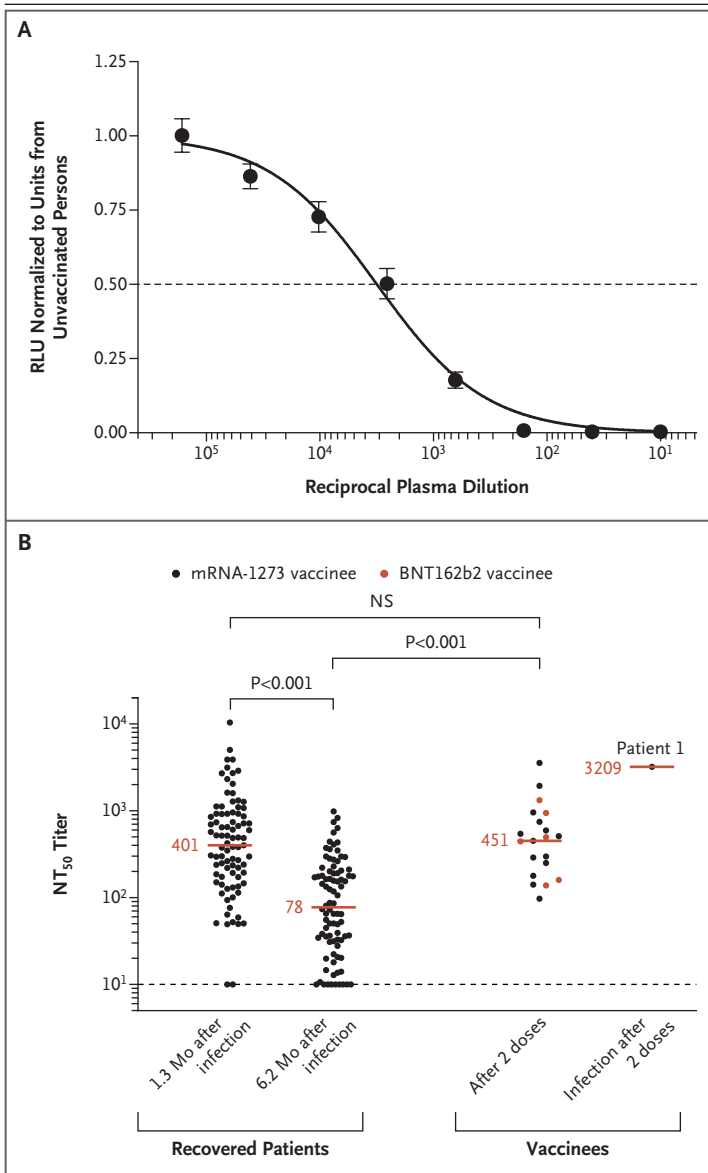 A
1.25
1.00
0.75
0.50
0.25
0.00
RLU Normalized to Units from
Unvaccinated Persons
10⁵
10⁴
10³
10²
10¹
Reciprocal Plasma Dilution
B
mRNA-1273 vaccinee
BNT162b2 vaccinee
NS
P<0.001
P<0.001
10⁴
10³
10²
10¹
NT₅₀ Titer
Patient 1
3209
401
451
78
1.3 Mo after
infection
6.2 Mo after
infection
After 2 doses
Infection after
2 doses
Recovered Patients
Vaccinees